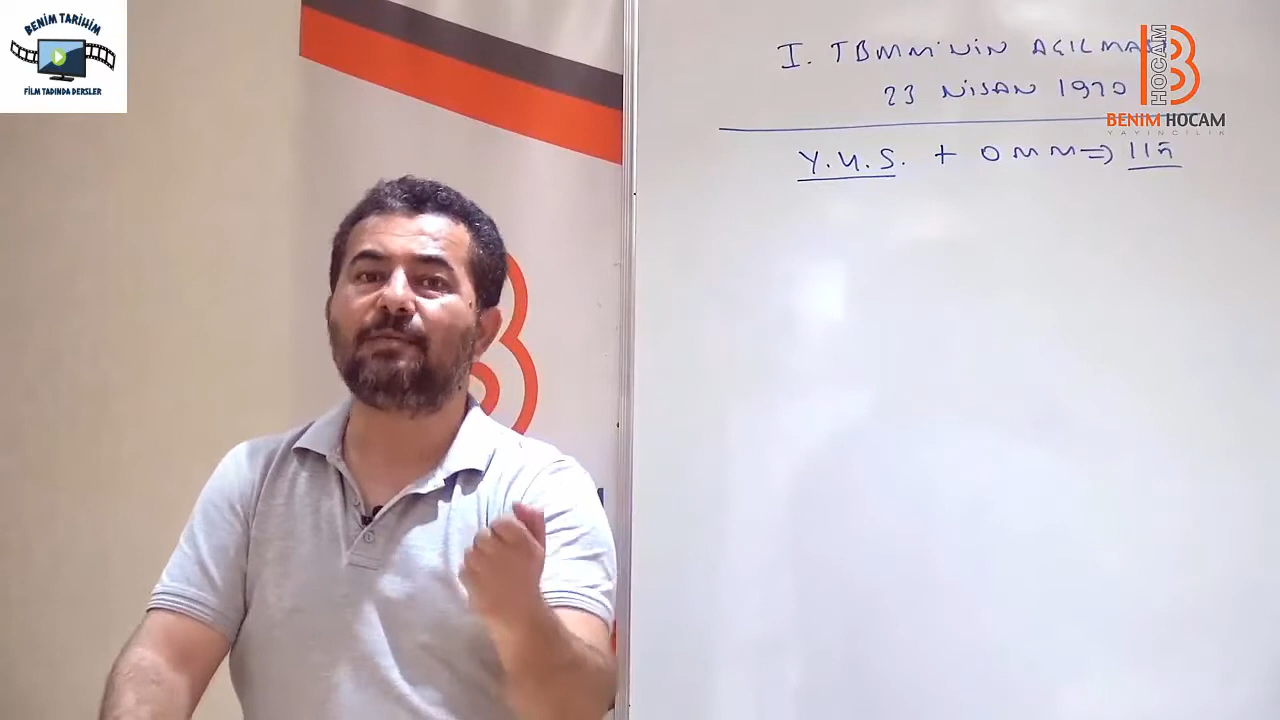 BENİM TARİHİM
FİLM TADINDA DERSLER
I. TBMM'NİN AÇILMASI
23 NİSAN 1920
HOCAM
BENİM HOCAM
YAYINCILIK
Y.U.S. + OMM ⇒ 115